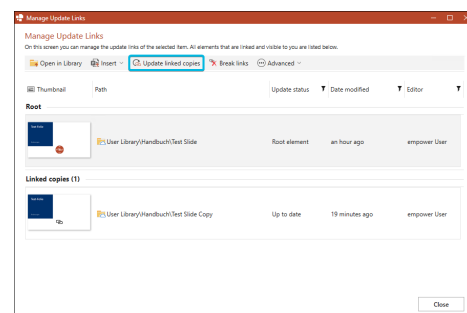 Manage Update Links
Manage Update Links
On this screen you can manage the update links of the selected item. All elements that are linked and visible to you are listed below.
Open in Library Insert Update linked copies Break links Advanced
Thumbnail Path Update status Date modified Editor
Root
User Library\Handbuch\Test Slide Root element an hour ago empower User
Linked copies (1)
User Library\Handbuch\Test Slide Copy Up to date 19 minutes ago empower User
Close